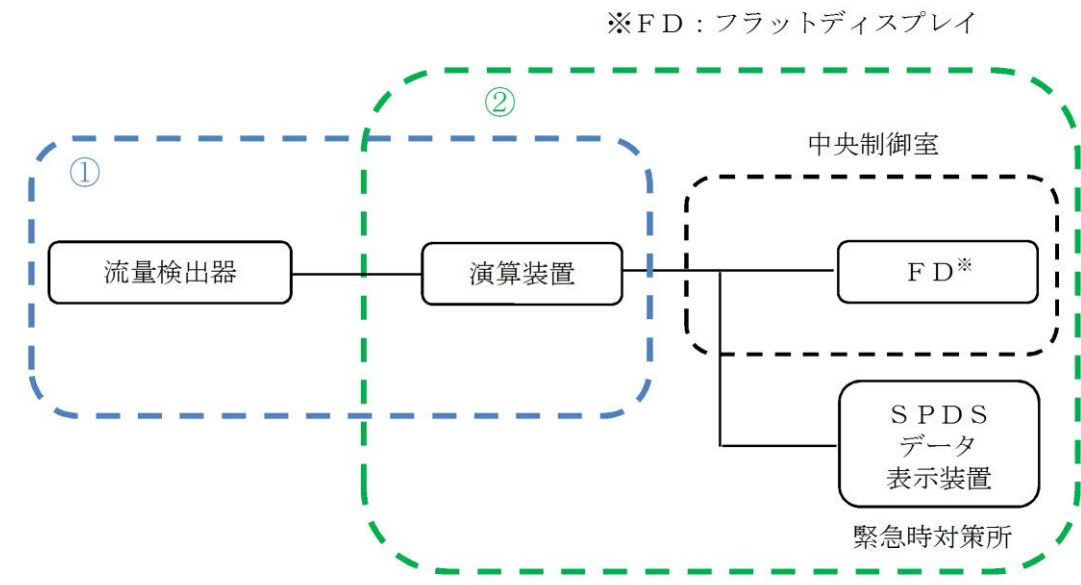 ※ＦＤ：フラットディスプレイ
②
中央制御室
①
流量検出器
演算装置
ＦＤ※
ＳＰＤＳ
データ
表示装置
緊急時対策所